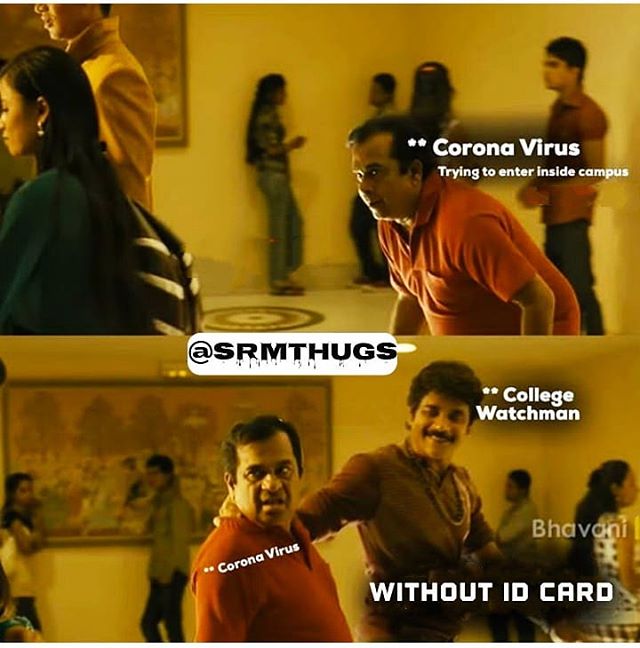 ** Corona Virus
Trying to enter inside campus
@SRMTHUGS
** College
Watchman
** Corona Virus
Bhavani
WITHOUT ID CARD